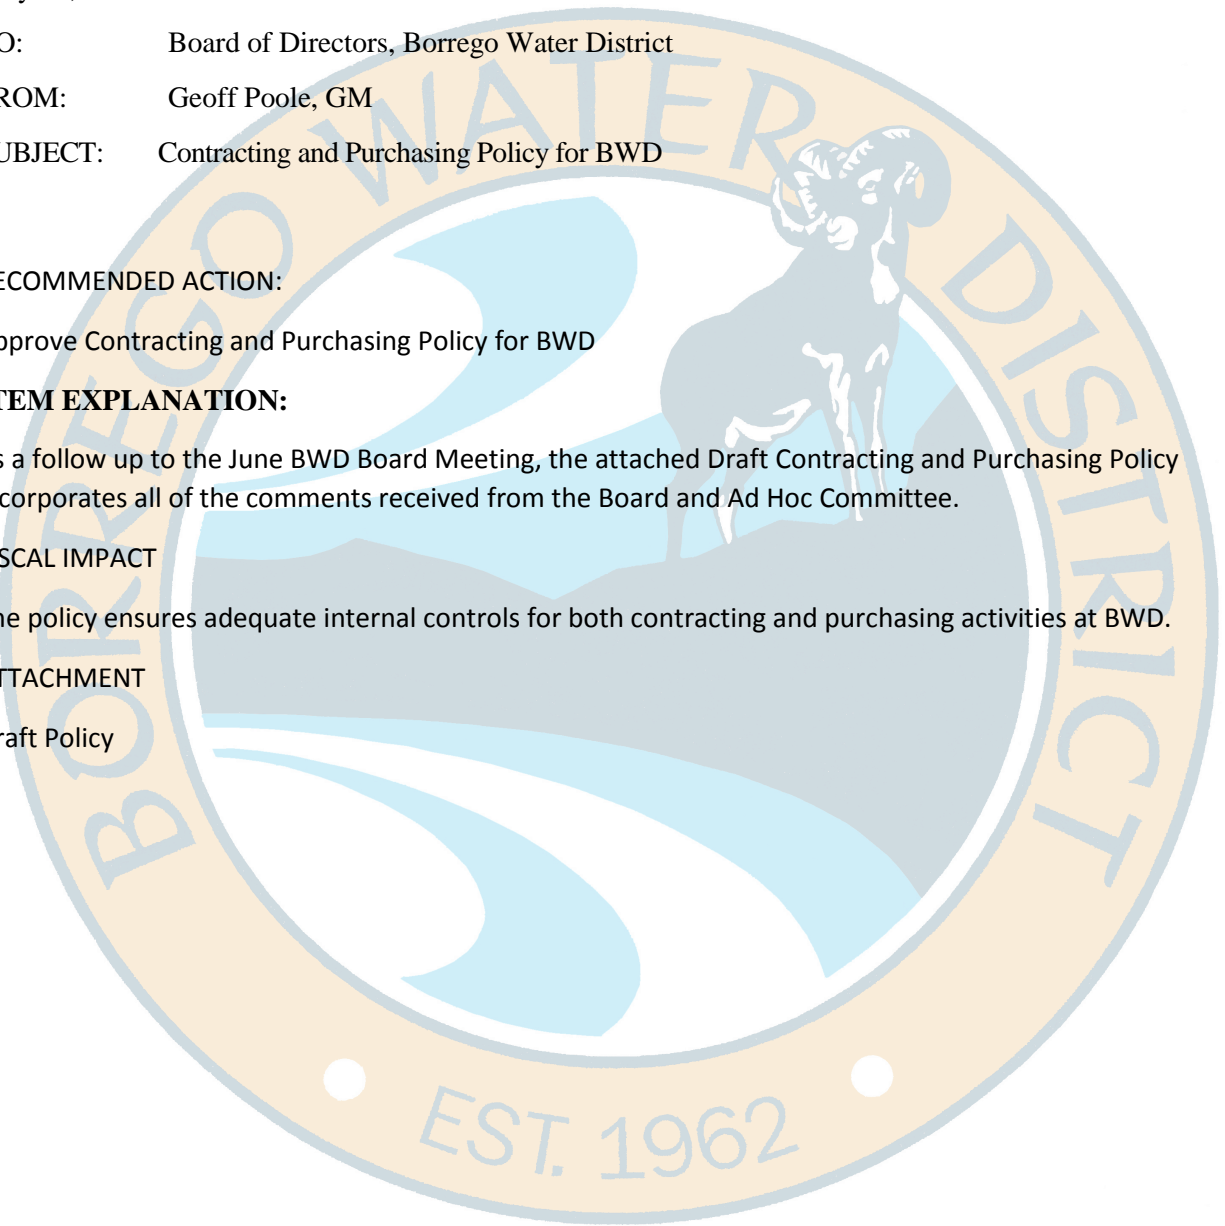 O: Board of Directors, Borrego Water District
ROM: Geoff Poole, GM
UBJECT: Contracting and Purchasing Policy for BWD
ECOMMENDED ACTION:
pprove Contracting and Purchasing Policy for BWD
TEM EXPLANATION:
s a follow up to the June BWD Board Meeting, the attached Draft Contracting and Purchasing Policy
corporates all of the comments received from the Board and Ad Hoc Committee.
SCAL IMPACT
he policy ensures adequate internal controls for both contracting and purchasing activities at BWD.
TTACHMENT
raft Policy
BORREGO WATER DISTRICT
EST. 1962